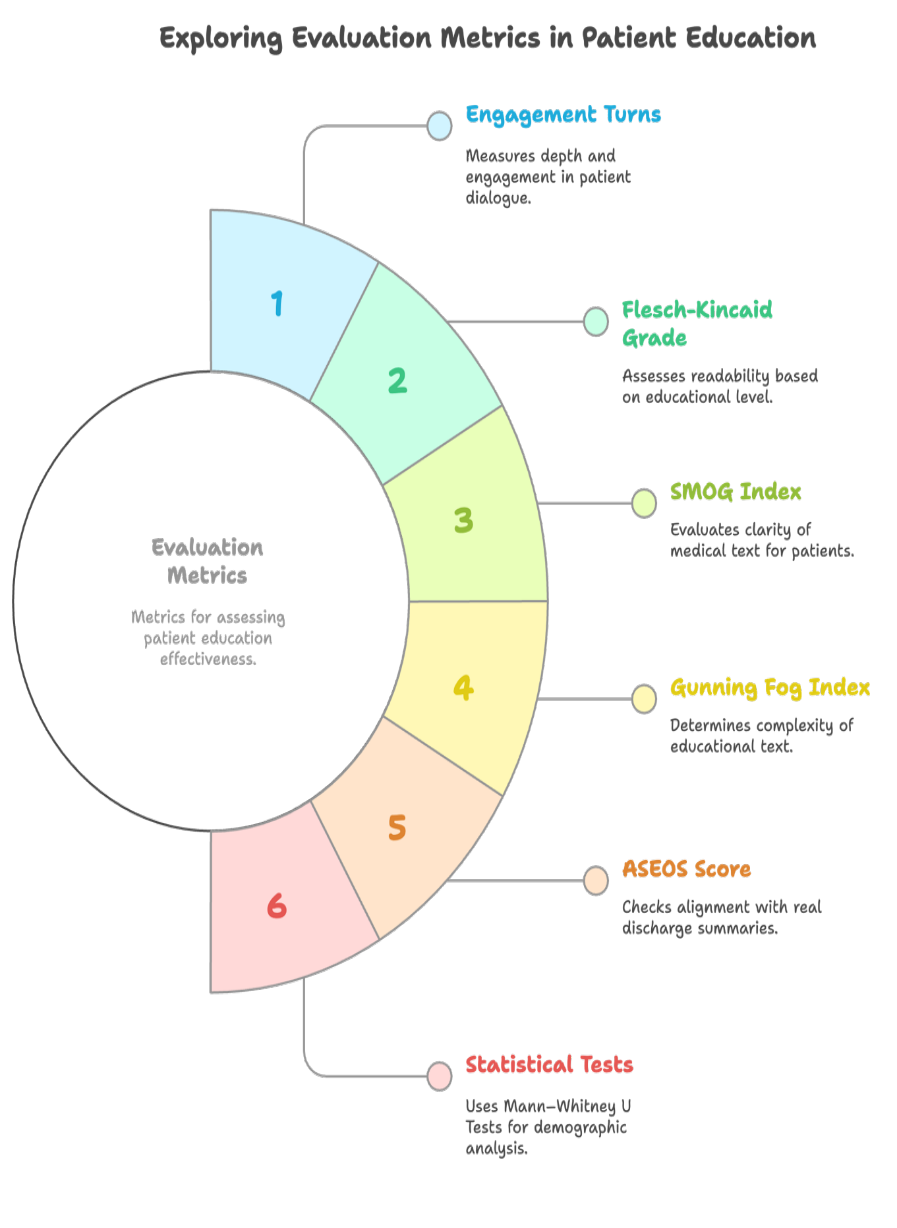 Exploring Evaluation Metrics in Patient Education
Engagement Turns
Measures depth and
engagement in patient
dialogue.
1
Flesch-Kincaid
Grade
Assesses readability based
on educational level.
2
SMOG Index
Evaluates clarity of
medical text for patients.
3
Evaluation
Metrics
Metrics for assessing
patient education
effectiveness.
Gunning Fog Index
Determines complexity of
educational text.
4
ASEOS Score
Checks alignment with real
discharge summaries.
5
6
Statistical Tests
Uses Mann–Whitney U
Tests for demographic
analysis.